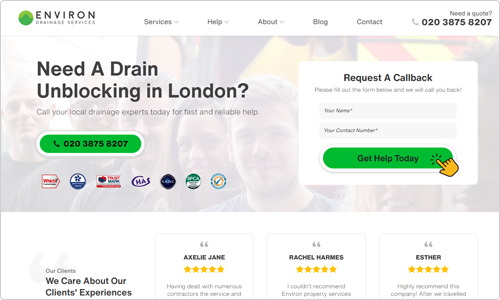 ENVIRON
DRAINAGE SERVICES
Services
Help
About
Blog
Contact
Need a quote?
020 3875 8207
Need A Drain
Unblocking in London?
Call your local drainage experts today for fast and reliable help.
020 3875 8207
Which?
TRUST
MARK
CHAS
BPCA
Request A Callback
Please fill out the form below and we will call you back!
Your Name*
Your Contact Number*
Get Help Today
Our Clients
We Care About Our
Clients' Experiences
AXELIE JANE
Having dealt with numerous
contractors the service and
RACHEL HARMES
I couldn't recommend
Environ property services
ESTHER
Highly recommend this
company! After we travelled